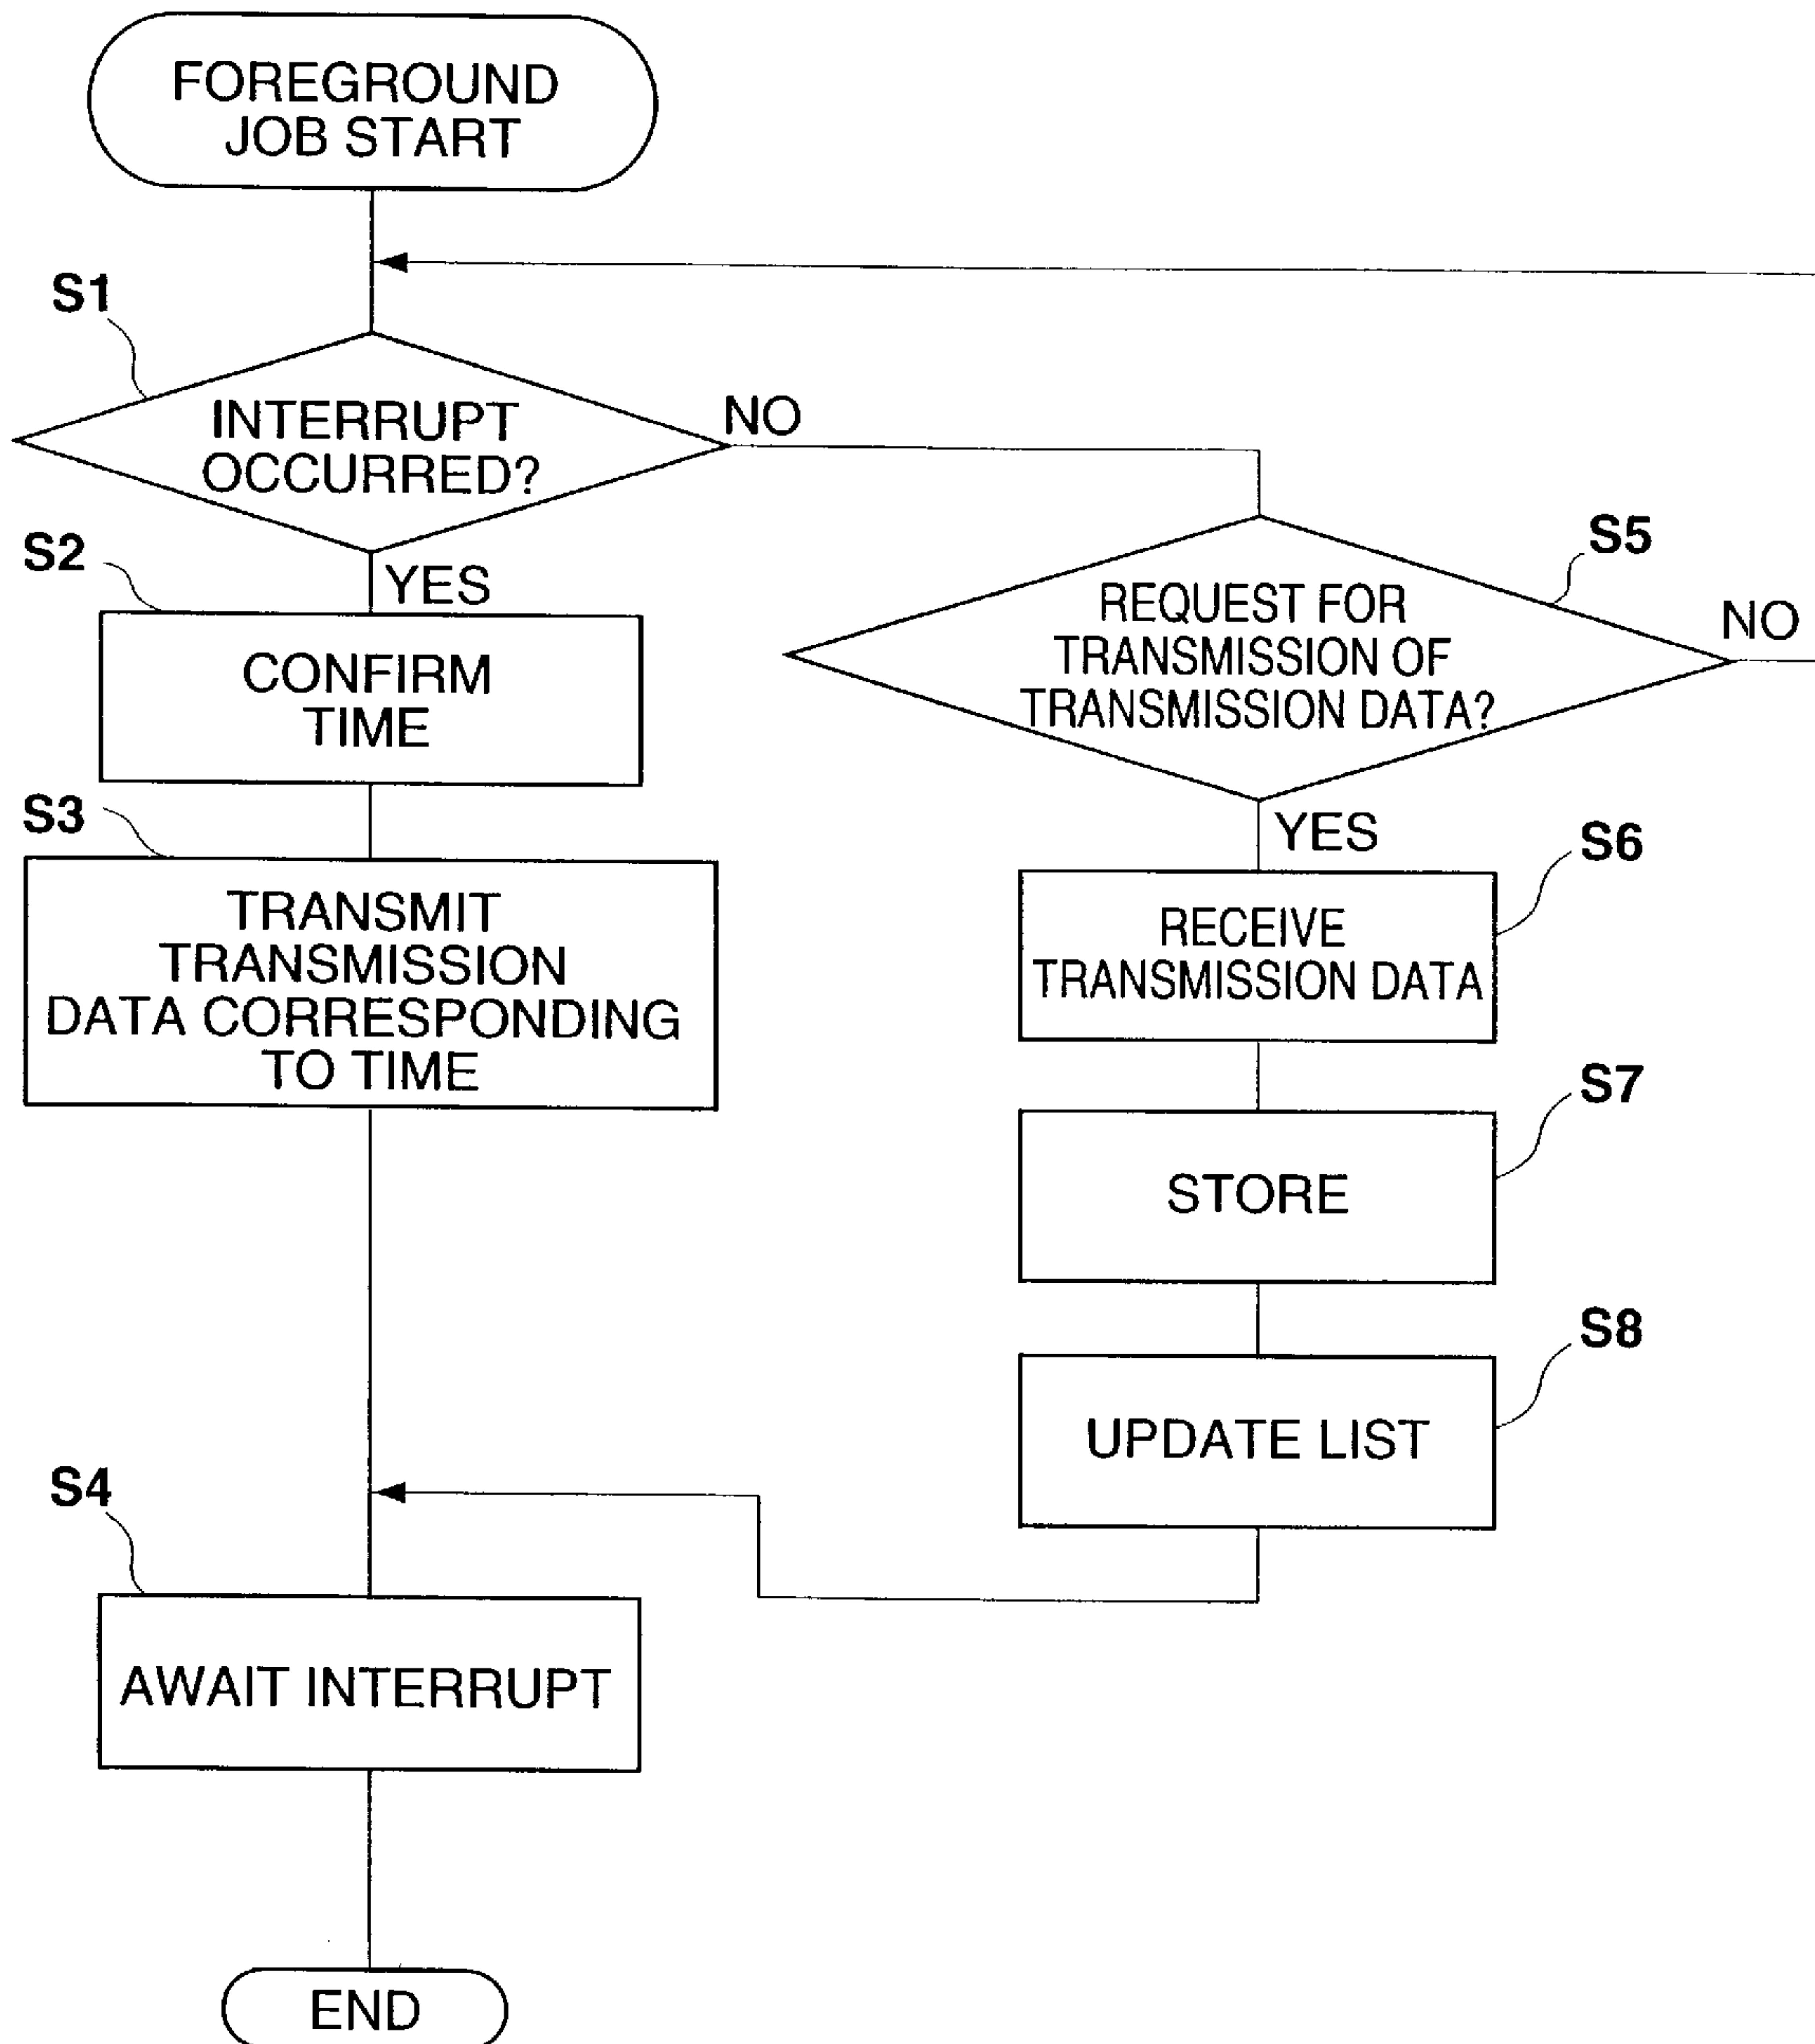 FOREGROUND
JOB START
S1
INTERRUPT
OCCURRED?
NO
S2
YES
CONFIRM
TIME
S3
TRANSMIT
TRANSMISSION
DATA CORRESPONDING
TO TIME
S5
REQUEST FOR
TRANSMISSION OF
TRANSMISSION DATA?
NO
YES
S6
RECEIVE
TRANSMISSION DATA
S7
STORE
S8
UPDATE LIST
S4
AWAIT INTERRUPT
END